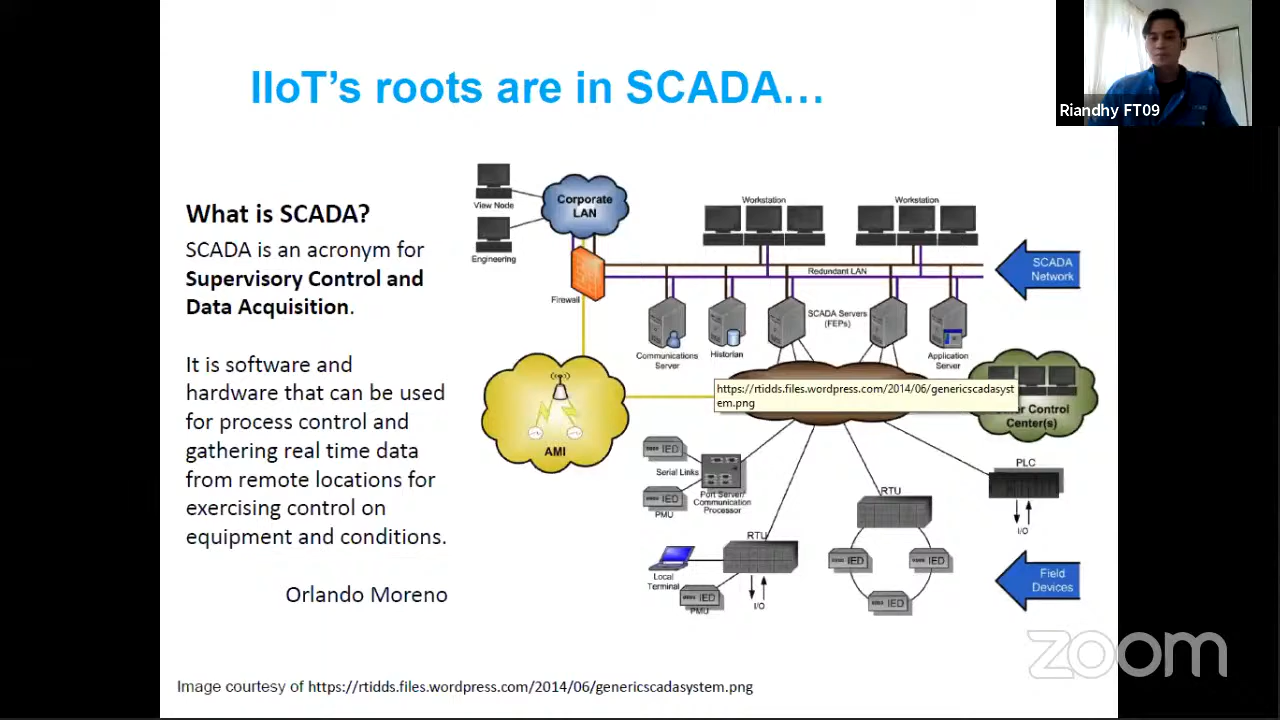 IIoT's roots are in SCADA…
Riandhy FT09
What is SCADA?
SCADA is an acronym for
Supervisory Control and
Data Acquisition.
It is software and
hardware that can be used
for process control and
gathering real time data
from remote locations for
exercising control on
equipment and conditions.
Orlando Moreno
View Node
Engineering
Corporate
LAN
Firewall
Workstation
Workstation
Redundant LAN
SCADA
Network
Communications
Server
Historian
SCADA Servers
(FEPs)
Application
Server
AMI
https://rtidds.files.wordpress.com/2014/06/genericscadasyst
em.png
Control
Center(s)
IED
Serial Links
IED
PMU
Port Server/
Communication
Processor
RTU
Local
Terminal
IED
PMU
I/O
RTU
IED
IED
IED
PLC
I/O
Field
Devices
zoom
Image courtesy of https://rtidds.files.wordpress.com/2014/06/genericscadasystem.png